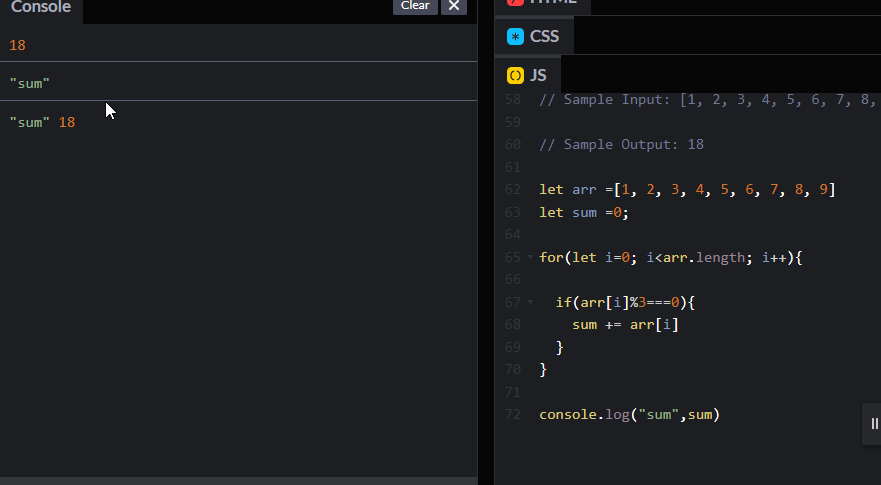 Console
Clear
18
"sum"
"sum" 18
HTML
CSS
JS
58 // Sample Input: [1, 2, 3, 4, 5, 6, 7, 8,
59
60 // Sample Output: 18
61
62 let arr =[1, 2, 3, 4, 5, 6, 7, 8, 9]
63 let sum =0;
64
65 for(let i=0; i<arr.length; i++){
66
67 if(arr[i]%3===0){
68 sum += arr[i]
69 }
70 }
71
72 console.log("sum",sum)